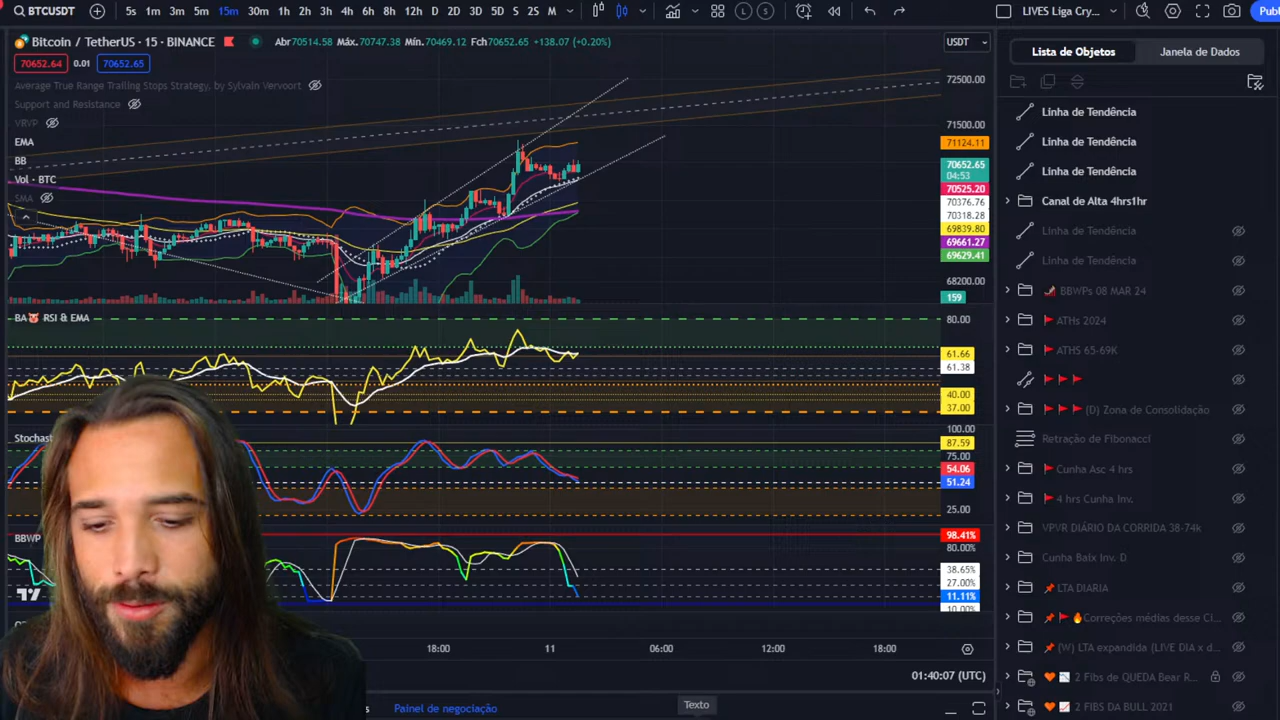 BTCUSDT 5s 1m 3m 5m 15m 30m 1h 2h 3h 4h 6h 8h 12h D 2D 3D 5D S 2S M L S LIVES Liga Cry... Publ
Bitcoin / TetherUS · 15 · BINANCE Abr70514.58 Máx.70747.38 Mín.70469.12 Fch70652.65 +138.07 (+0.20%) USDT
70652.64 0.01 70652.65
Average True Range Trailing Stops Strategy, by Sylvain Vervoort
Support and Resistance
VRVP
EMA
BB
Vol · BTC
SMA
72500.00
71500.00
71124.11
70652.65
04:53
70525.20
70376.76
70318.28
69839.80
69661.27
69629.41
68200.00
159
BA RSI & EMA
80.00
61.66
61.38
40.00
37.00
Stochast
100.00
87.59
75.00
54.06
51.24
25.00
BBWP
98.41%
80.00%
38.65%
27.00%
11.11%
10.00%
18:00 11 06:00 12:00 18:00
01:40:07 (UTC)
s Painel de negociação Texto
Lista de Objetos Janela de Dados
Linha de Tendência
Linha de Tendência
Linha de Tendência
Canal de Alta 4hrs1hr
Linha de Tendência
Linha de Tendência
BBWPs 08 MAR 24
ATHs 2024
ATHS 65-69K
(D) Zona de Consolidação
Retração de Fibonacci
Cunha Asc 4 hrs
4 hrs Cunha Inv.
VPVR DIÁRIO DA CORRIDA 38-74k
Cunha Baix Inv. D
LTA DIARIA
Correções médias desse Ci...
(W) LTA expandida (LIVE DIA x d...
2 Fibs de QUEDA Bear R...
2 FIBS DA BULL 2021